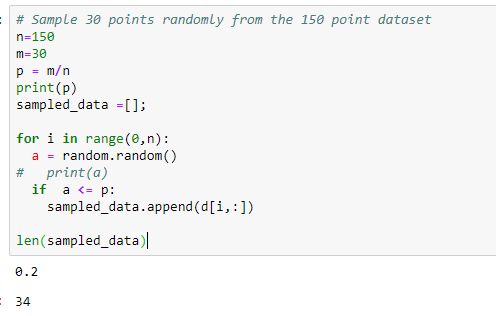 # Sample 30 points randomly from the 150 point dataset
n=150
m=30
p = m/n
print(p)
sampled_data =[];

for i in range(0,n):
  a = random.random()
#   print(a)
  if  a <= p:
    sampled_data.append(d[i,:])

len(sampled_data)
0.2
: 34